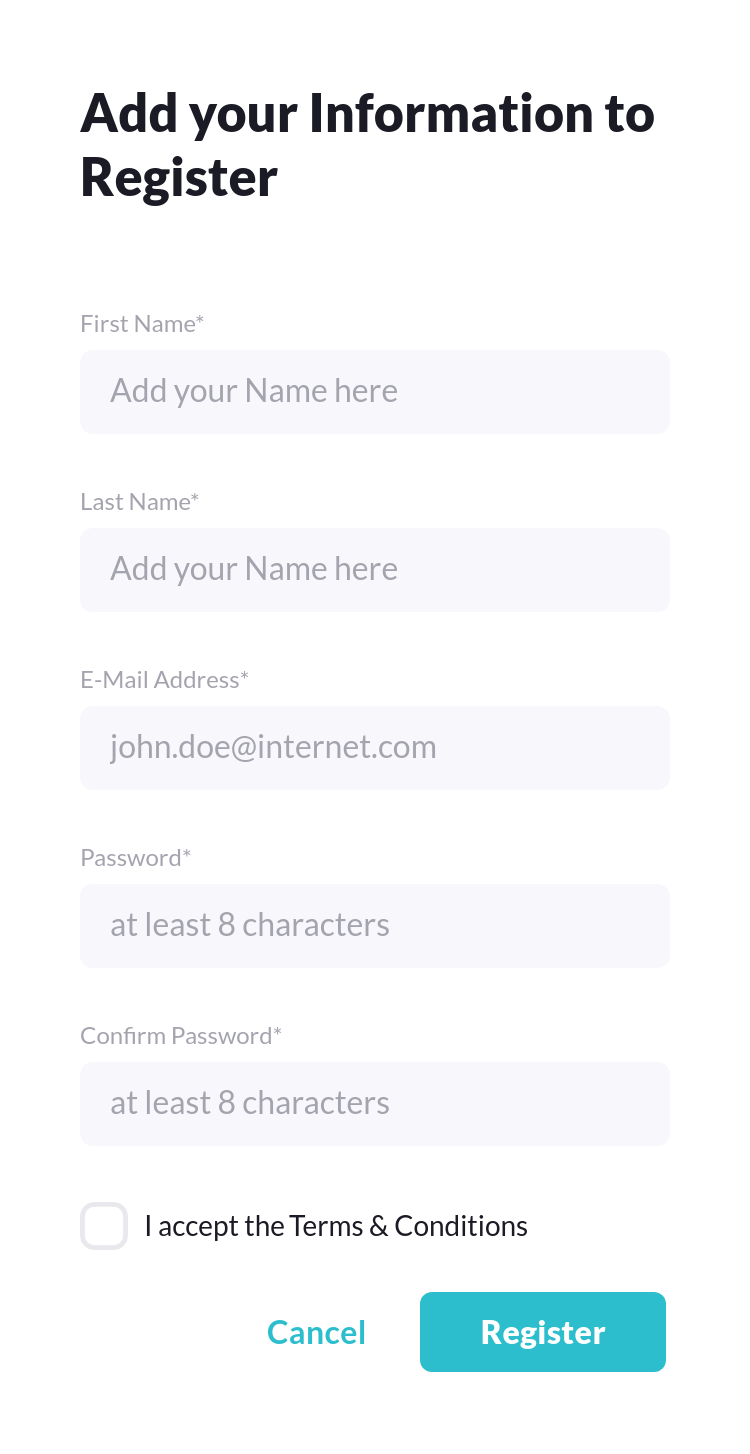 Add your Information to
Register
First Name*
Add your Name here
Last Name*
Add your Name here
E-Mail Address*
john.doe@internet.com
Password*
at least 8 characters
Confirm Password*
at least 8 characters
I accept the Terms & Conditions
Cancel
Register